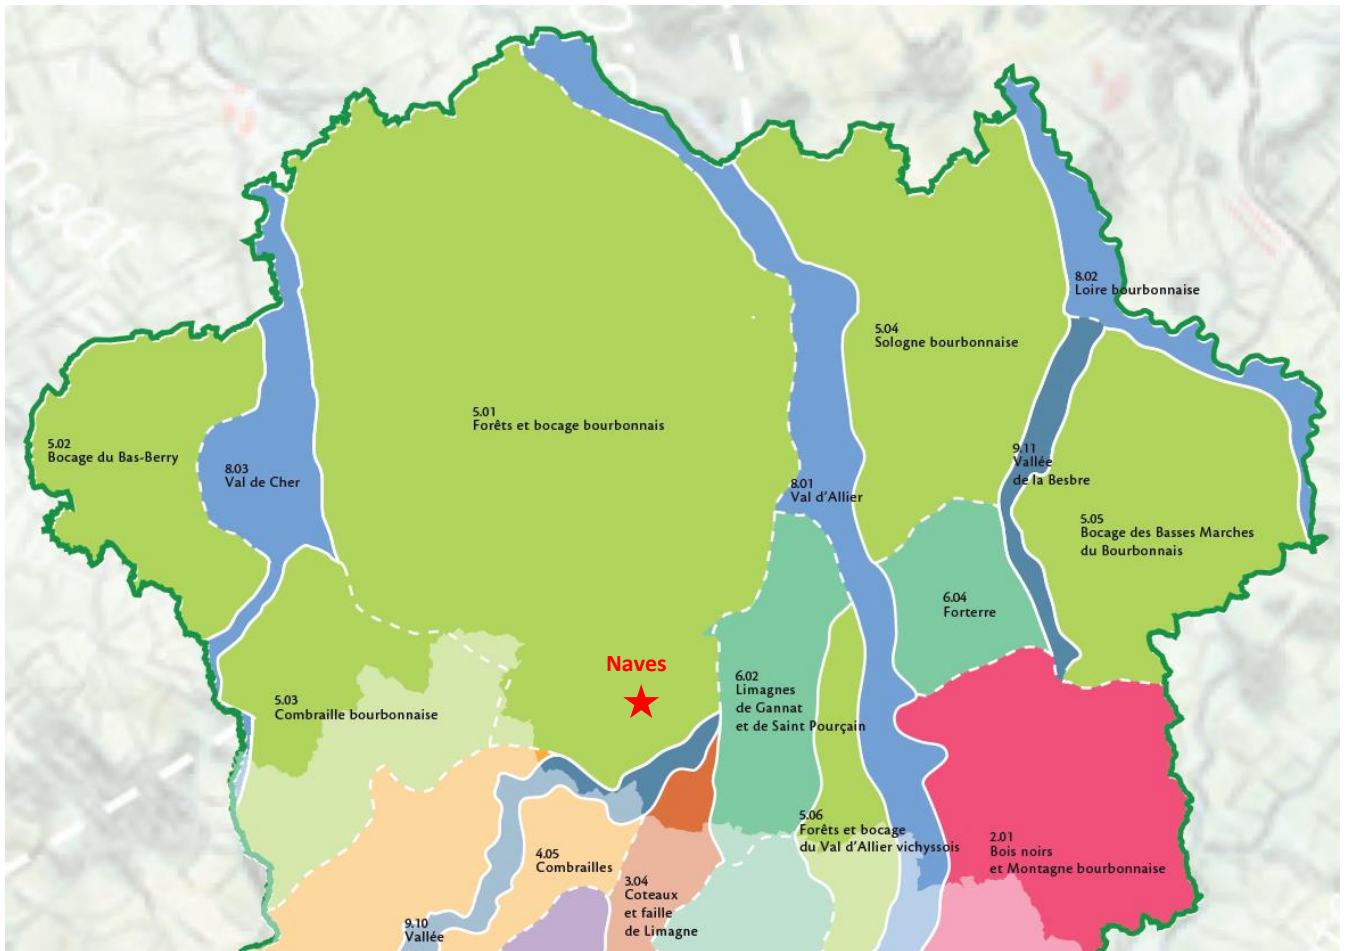 8.02
Loire bourbonnaise
5.04
Sologne bourbonnaise
5.01
Forêts et bocage bourbonnais
5.02
Bocage du Bas-Berry
8.03
Val de Cher
9.11
Vallée
de la Besbre
8.01
Val d'Allier
5.05
Bocage des Basses Marches
du Bourbonnais
6.04
Forterre
Naves
6.02
Limagnes
de Gannat
et de Saint Pourçain
5.03
Combraille bourbonnaise
5.06
Forêts et bocage
du Val d'Allier vichyssois
2.01
Bois noirs
et Montagne bourbonnaise
4.05
Combrailles
3.04
Coteaux
et faille
de Limagne
9.10
Vallée